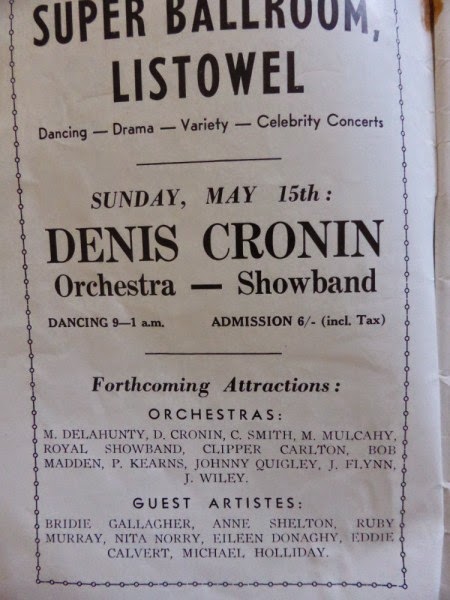 SUPER BALLROOM,
LISTOWEL
Dancing — Drama — Variety — Celebrity Concerts
SUNDAY, MAY 15th :
DENIS CRONIN
Orchestra — Showband
DANCING 9—1 a.m. ADMISSION 6/- (incl. Tax)
Forthcoming Attractions :
ORCHESTRAS:
M. DELAHUNTY, D. CRONIN, C. SMITH, M. MULCAHY,
ROYAL SHOWBAND, CLIPPER CARLTON, BOB
MADDEN, P. KEARNS, JOHNNY QUIGLEY, J. FLYNN,
J. WILEY.
GUEST ARTISTES:
BRIDIE GALLAGHER, ANNE SHELTON, RUBY
MURRAY, NITA NORRY, EILEEN DONAGHY, EDDIE
CALVERT, MICHAEL HOLLIDAY.